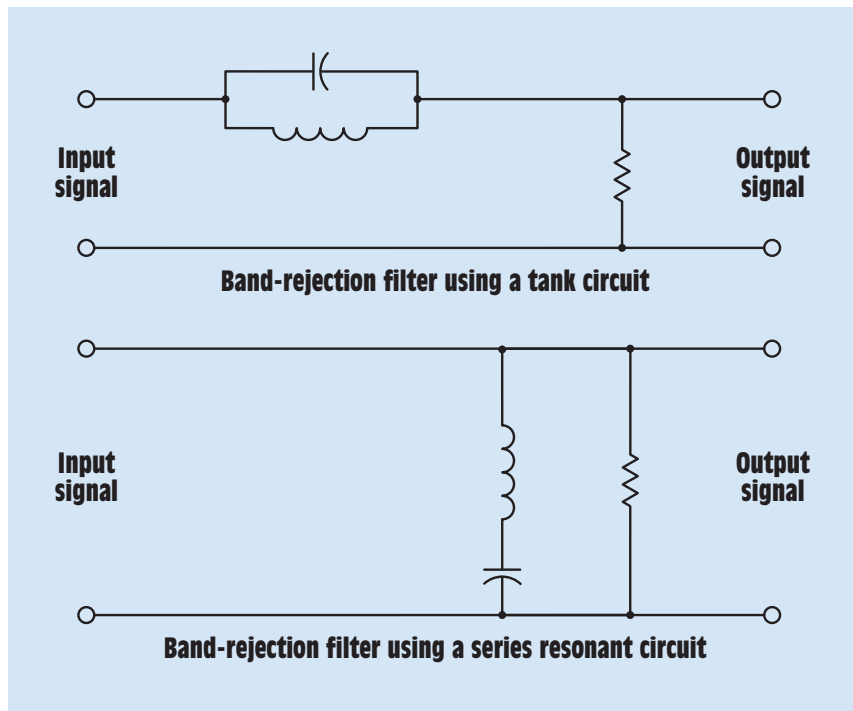 Input
signal
Output
signal
Band-rejection filter using a tank circuit
Input
signal
Output
signal
Band-rejection filter using a series resonant circuit